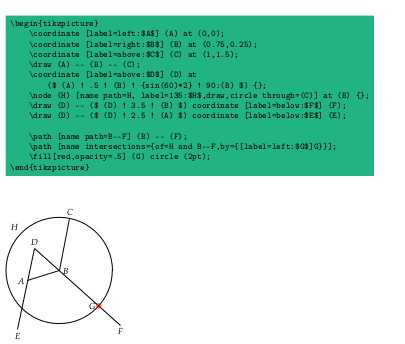 \begin{tikzpicture}
\coordinate [label=left:$A$] (A) at (0,0);
\coordinate [label=right:$B$] (B) at (0.75,0.25);
\coordinate [label=above:$C$] (C) at (1,1.5);
\draw (A) -- (B) -- (C);
\coordinate [label=above:$D$] (D) at
($ (A) ! .5 ! (B) ! {sin(60)*2} ! 90:(B) $) {};
\node (H) [name path=H, label=135:$H$,draw,circle through=(C)] at (B) {};
\draw (D) -- ($ (D) ! 3.5 ! (B) $) coordinate [label=below:$F$] (F);
\draw (D) -- ($ (D) ! 2.5 ! (A) $) coordinate [label=below:$E$] (E);
\path [name path=B--F] (B) -- (F);
\path [name intersections={of=H and B--F,by={[label=left:$G$]G}}];
\fill[red,opacity=.5] (G) circle (2pt);
\end{tikzpicture}
C
H
D
B
A
G
F
E